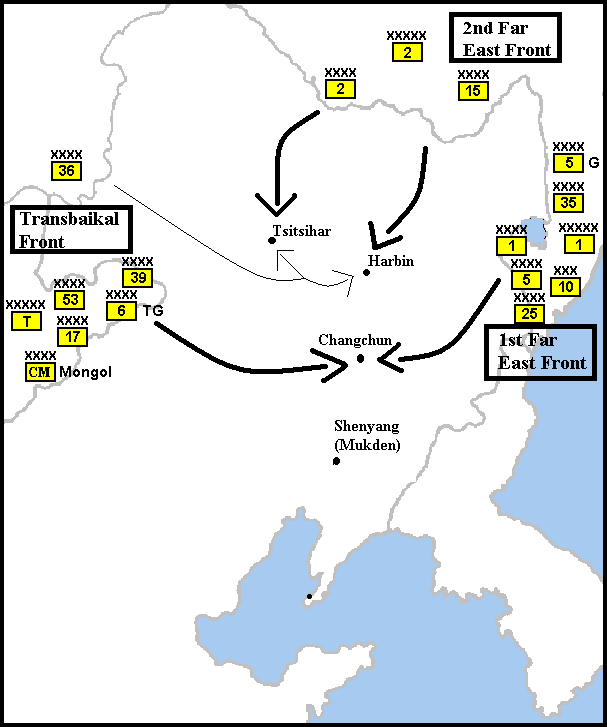 2nd Far
East Front
XXXXX
2
XXXX
2
XXXX
15
XXXX
36
XXXX
5 G
XXXX
35
Transbaikal
Front
Tsitsihar
Harbin
XXXX
1
XXXXX
1
XXXX
5
XXX
10
XXXX
25
XXXX
39
XXXX
53
XXXX
6 TG
XXXXX
T
XXXX
17
XXXX
CM Mongol
Changchun
1st Far
East Front
Shenyang
(Mukden)